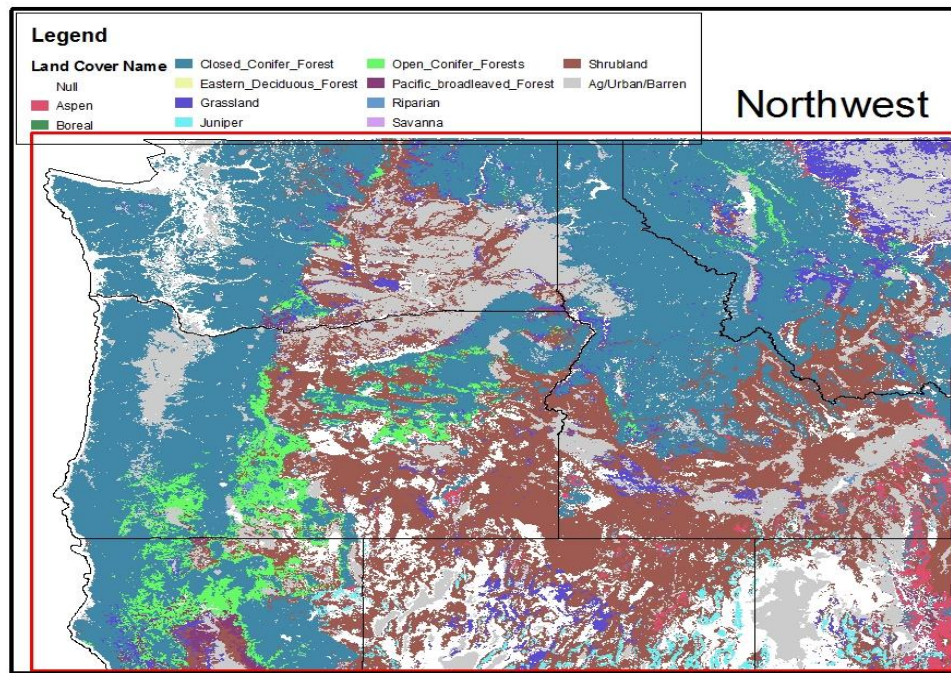 Legend
Land Cover Name
Null
Aspen
Boreal
Closed_Conifer_Forest
Eastern_Deciduous_Forest
Grassland
Juniper
Open_Conifer_Forests
Pacific_broadleaved_Forest
Riparian
Savanna
Shrubland
Ag/Urban/Barren
Northwest